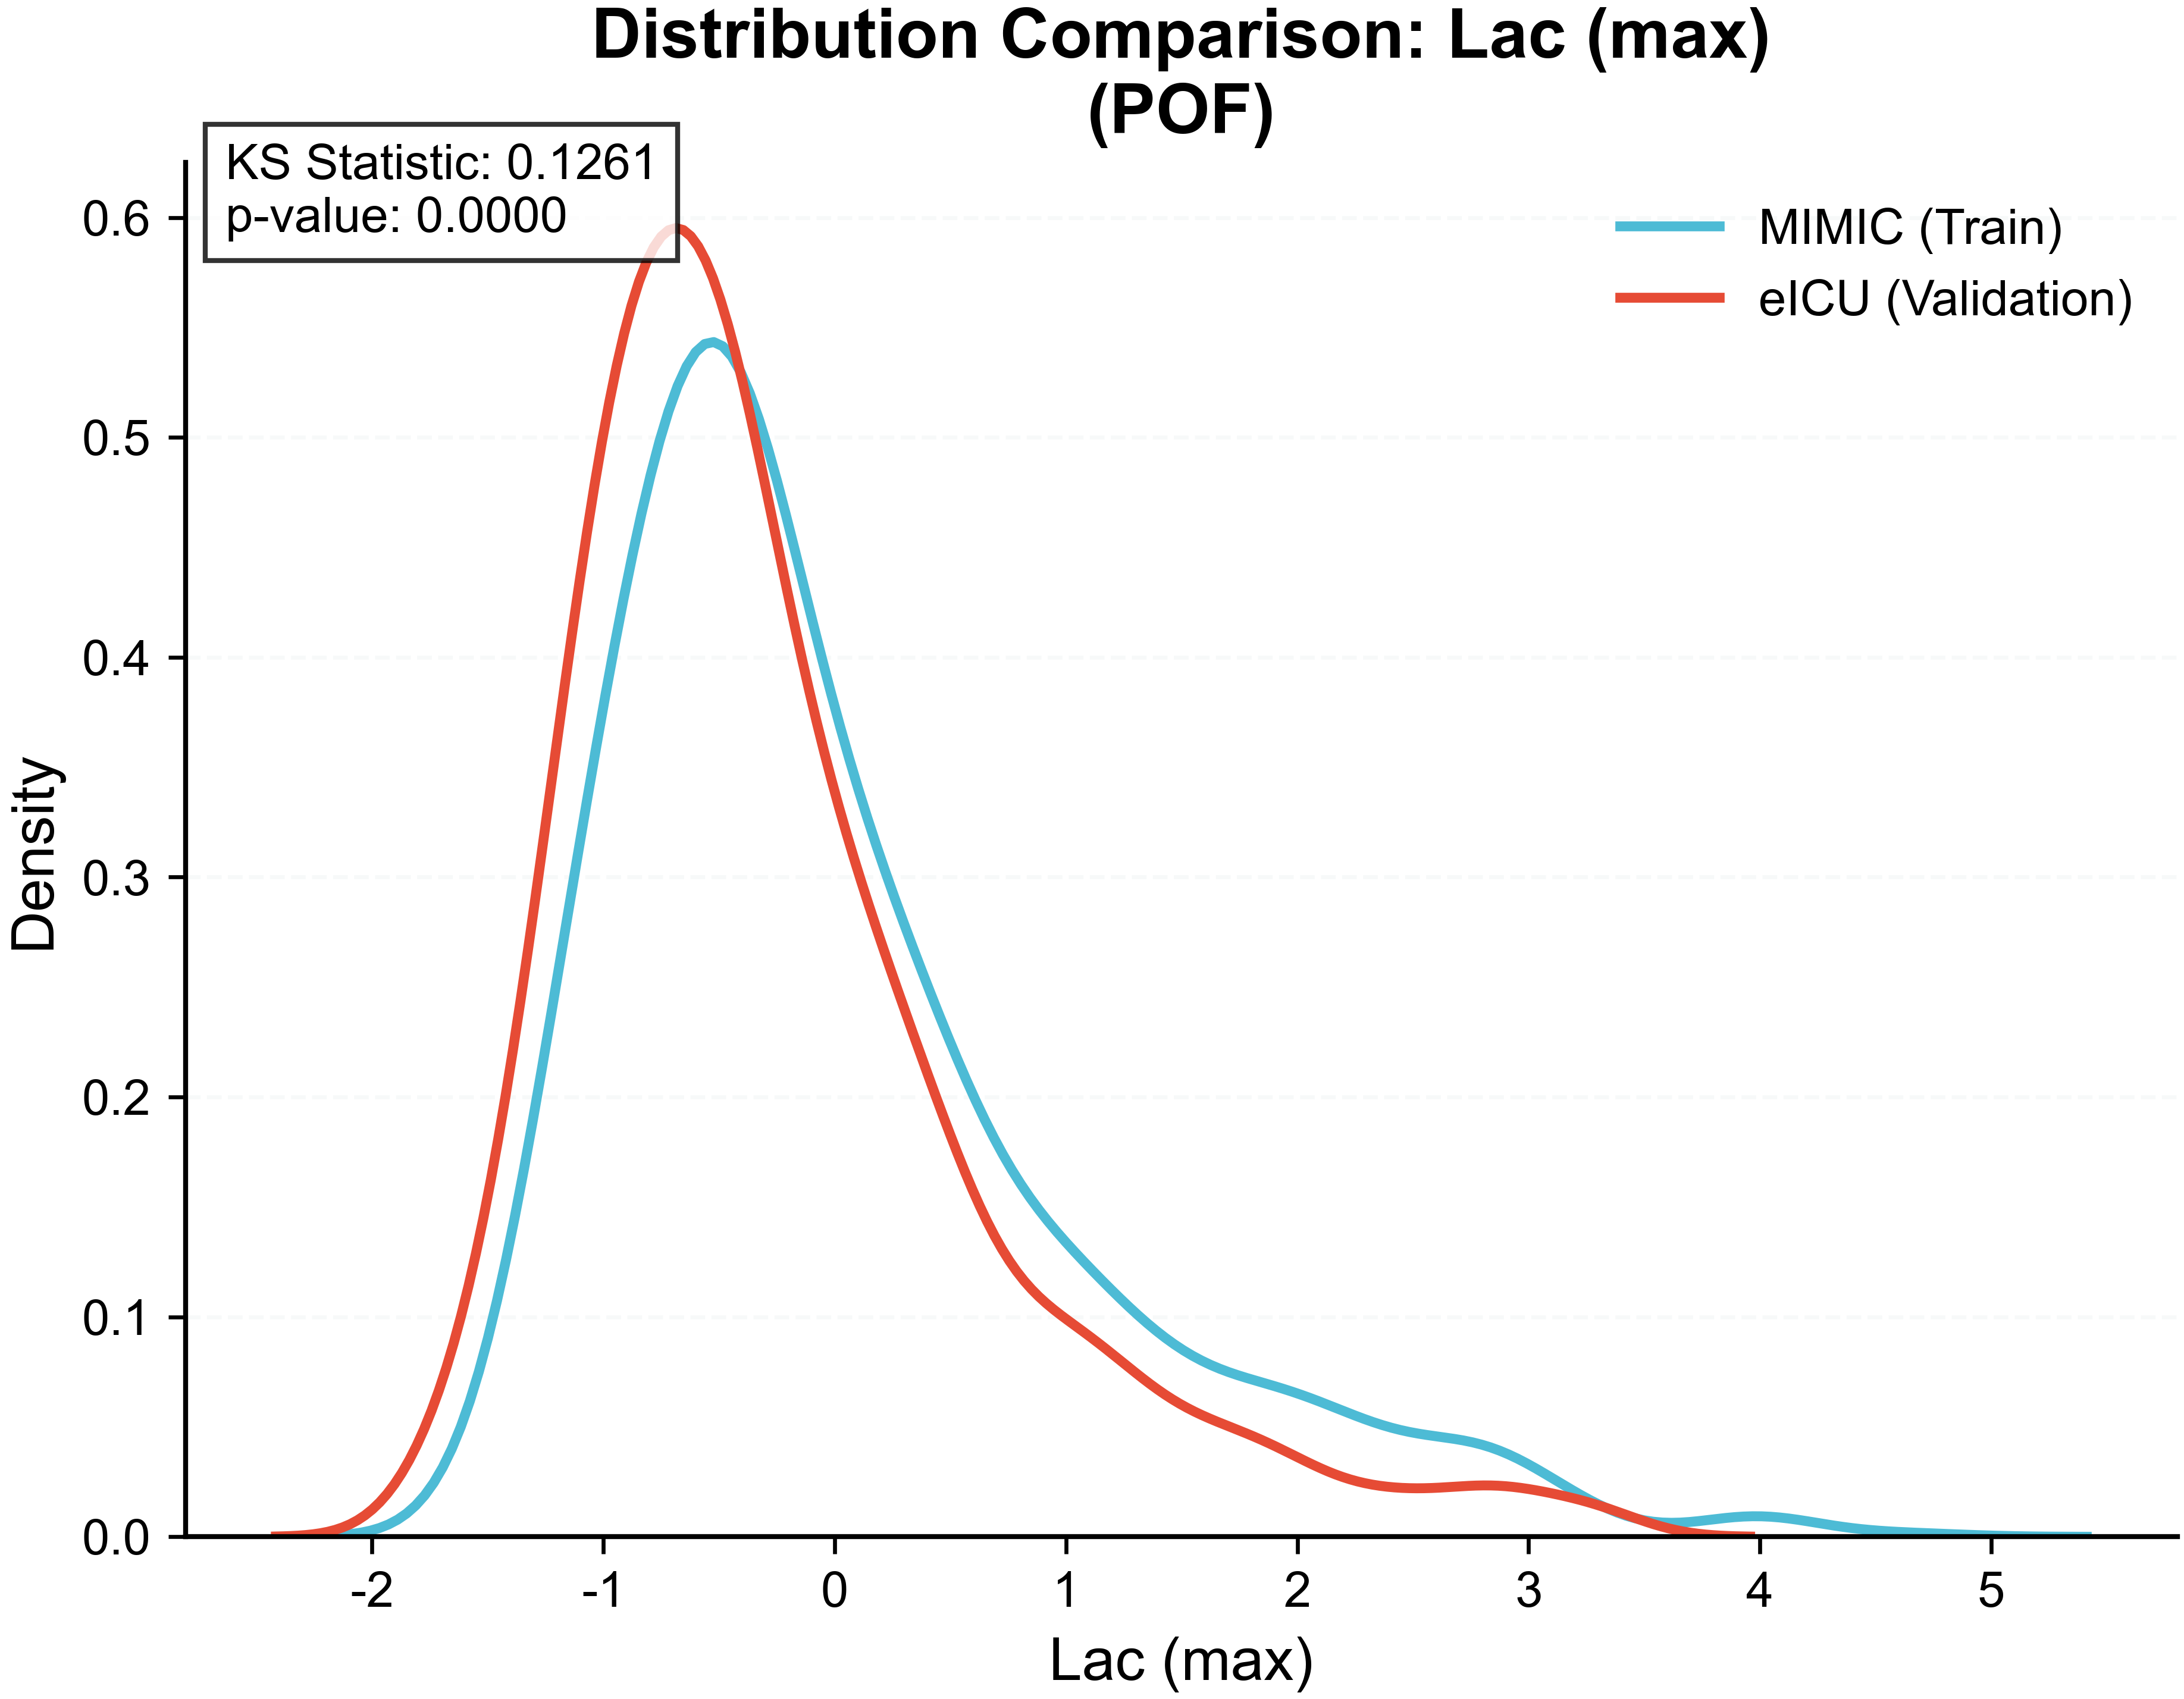 Distribution Comparison: Lac (max)
(POF)
KS Statistic: 0.1261
p-value: 0.0000
MIMIC (Train)
eICU (Validation)
0.6
0.5
0.4
0.3
0.2
0.1
0.0
Density
-2 -1 0 1 2 3 4 5
Lac (max)